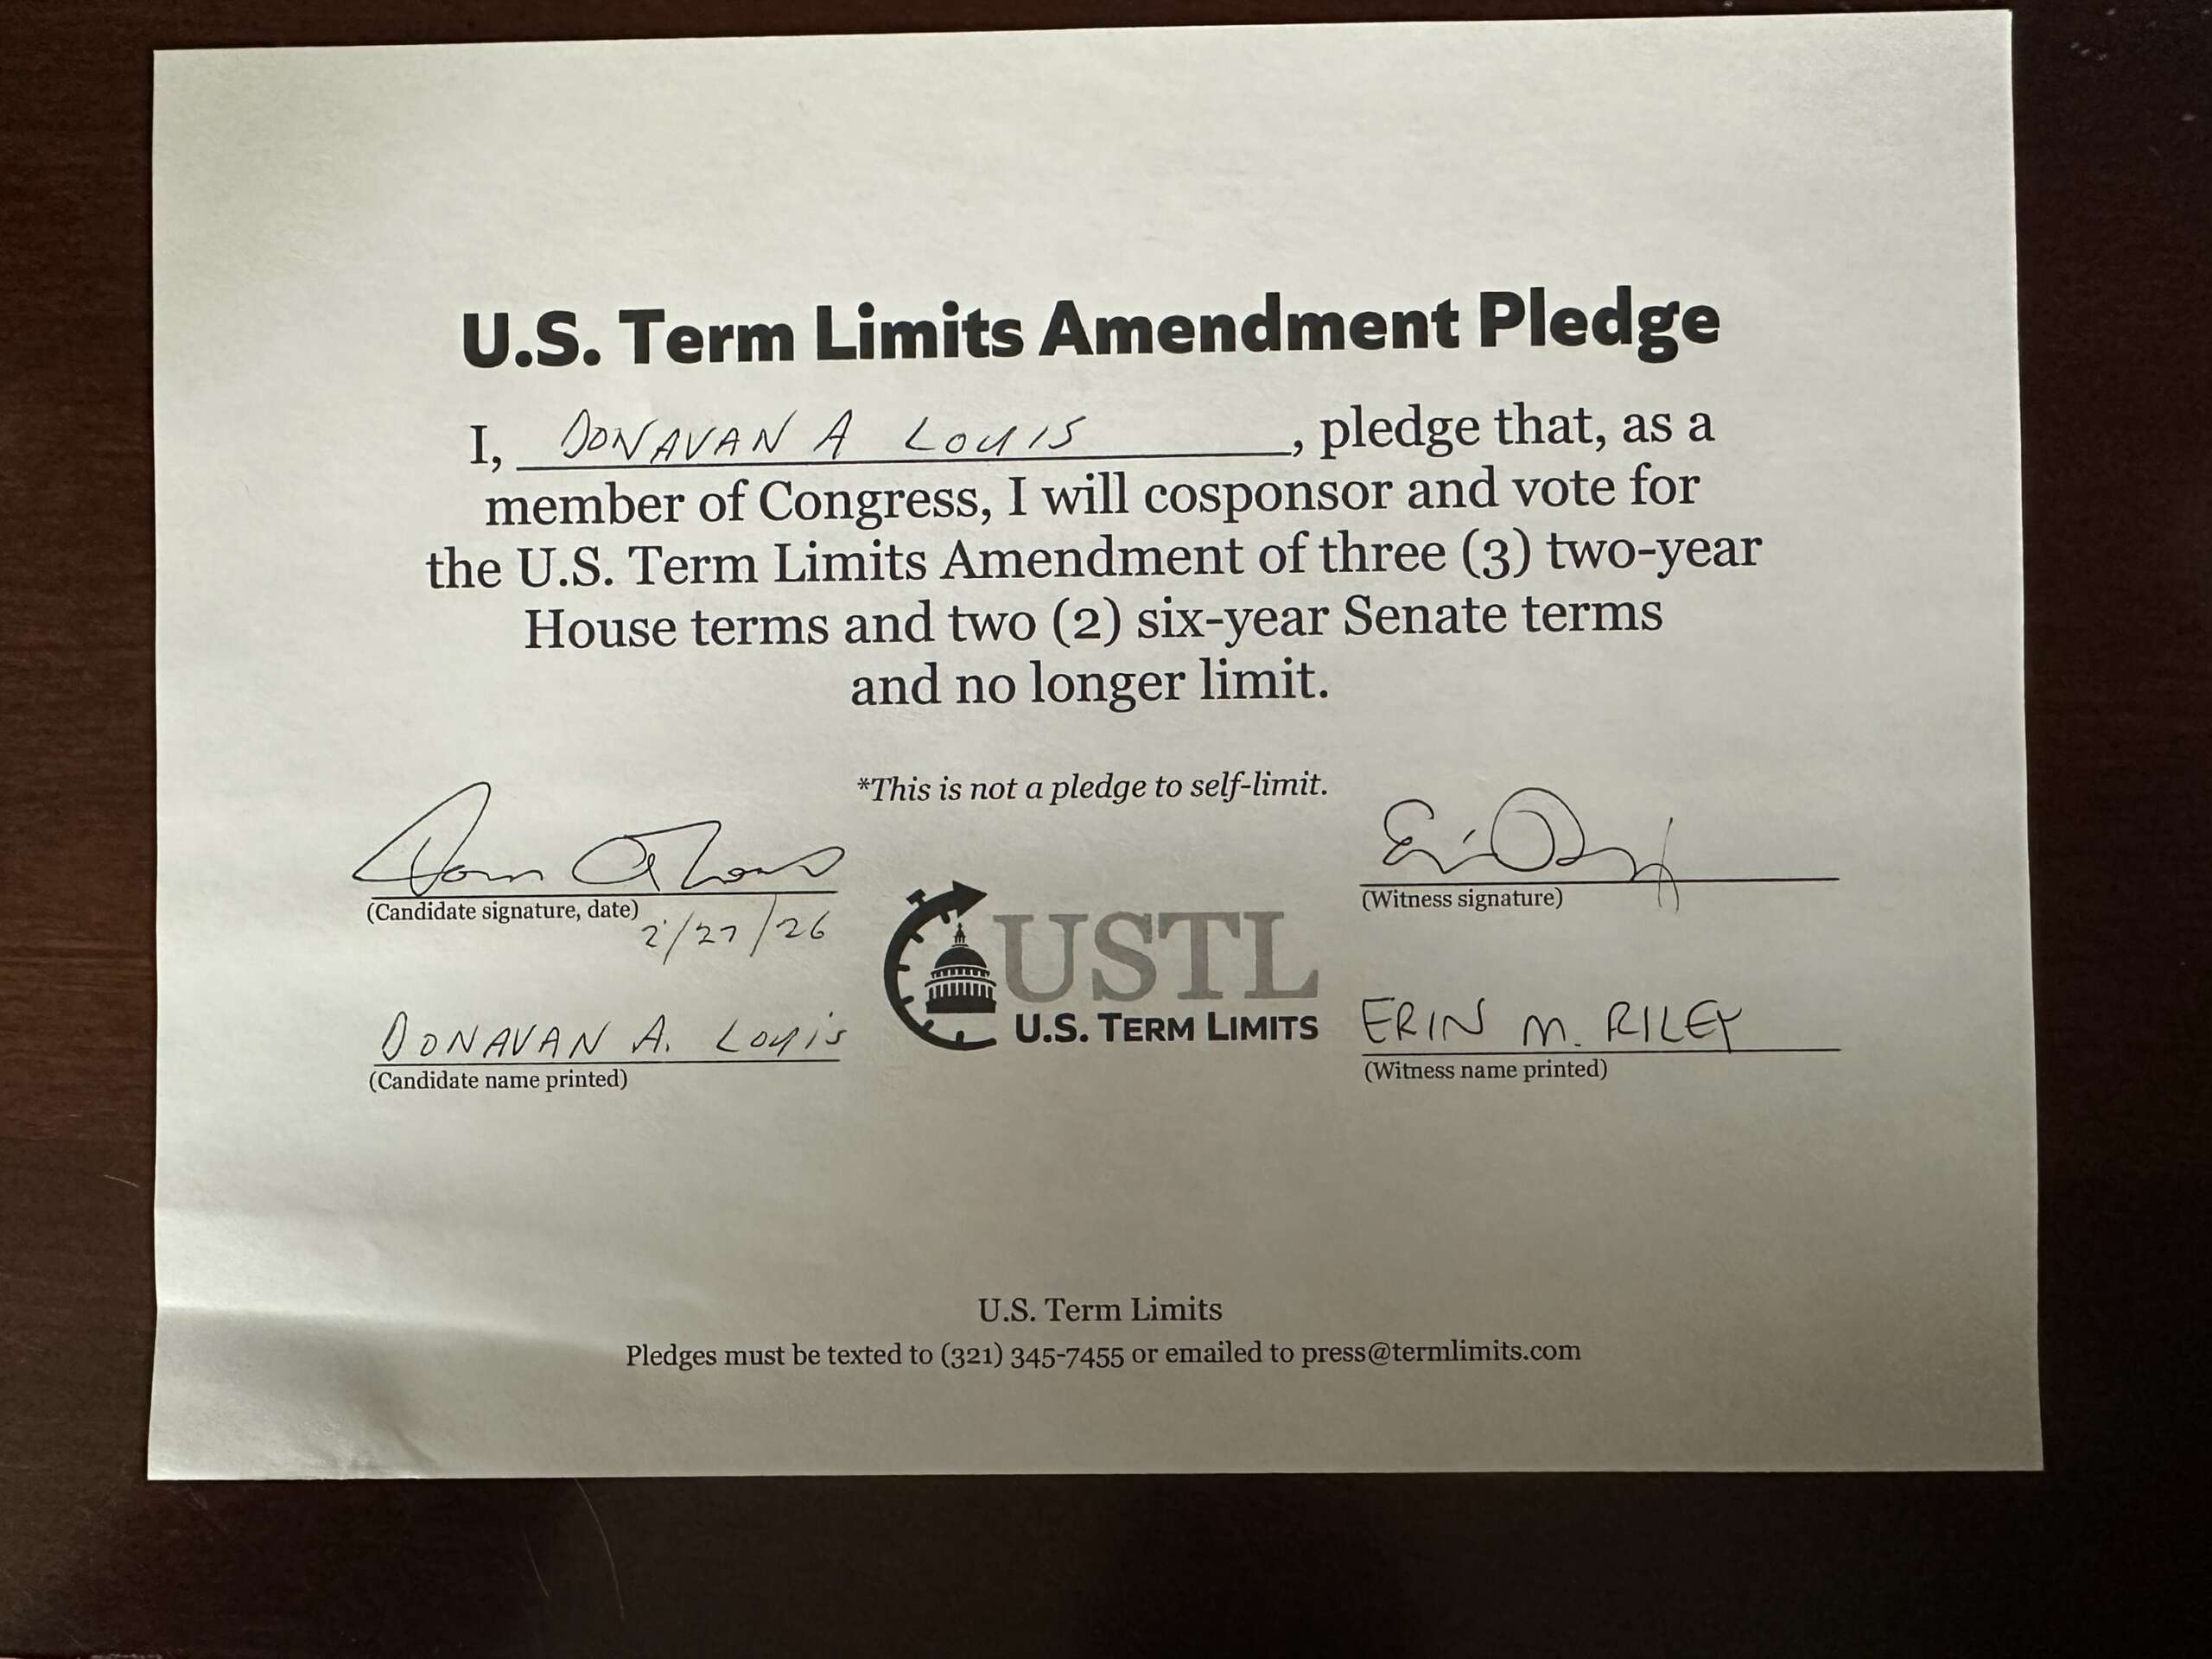 U.S. Term Limits Amendment Pledge
I, DONAVAN A LOUIS, pledge that, as a
member of Congress, I will cosponsor and vote for
the U.S. Term Limits Amendment of three (3) two-year
House terms and two (2) six-year Senate terms
and no longer limit.
*This is not a pledge to self-limit.
(Candidate signature, date)
2/27/26
(Witness signature)
DONAVAN A. Louis
(Candidate name printed)
USTL
U.S. TERM LIMITS
ERIN M. RILEY
(Witness name printed)
U.S. Term Limits
Pledges must be texted to (321) 345-7455 or emailed to press@termlimits.com